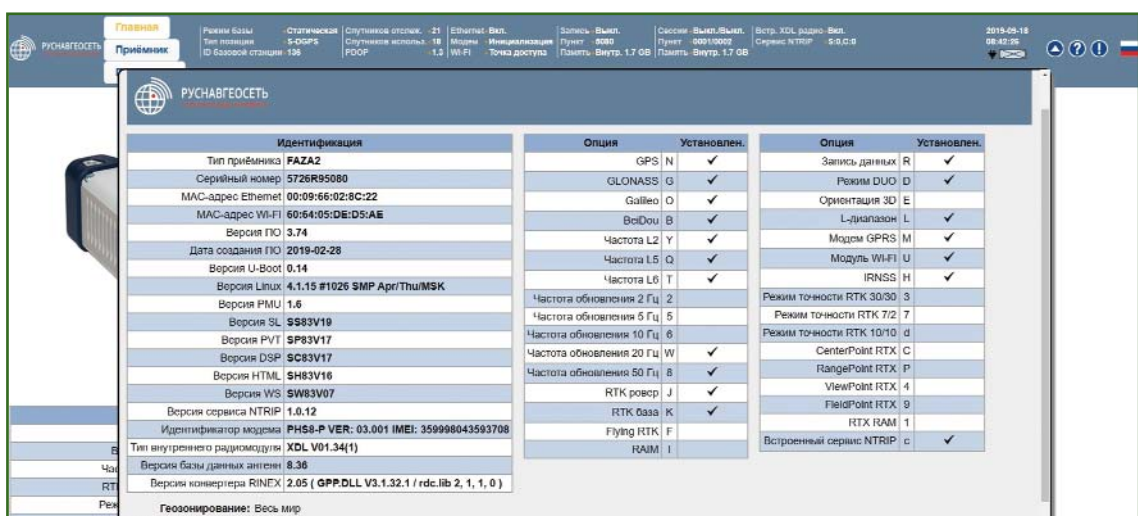 РУСНАВГЕОСЕТЬ
Главная
Приёмник
Режим базы -Статическая Спутников отслеж. -21 Ethernet-Вкл. Запись -Выкл. Сессии -Выкл./Выкл. Встр. XDL радио-Вкл. 2019-09-18
Тип позиции -S-DGPS Спутников использ.-18 Модем -Инициализация Пункт -5080 Пункт -0001/0002 Сервис NTRIP -S:0,C:0 08:42:26
ID базовой станции -136 PDOP -1,3 WI-FI -Точка доступа Память-Внутр. 1.7 GB Память-Внутр. 1.7 GB
РУСНАВГЕОСЕТЬ
Идентификация
Тип приёмника FAZA2
Серийный номер 5726R95080
MAC-адрес Ethernet 00:09:66:02:8C:22
MAC-адрес WI-FI 60:64:05:DE:D5:AE
Версия ПО 3.74
Дата создания ПО 2019-02-28
Версия U-Boot 0.14
Версия Linux 4.1.15 #1026 SMP Apr/Thu/MSK
Версия PMU 1.6
Версия SL SS83V19
Версия PVT SP83V17
Версия DSP SC83V17
Версия HTML SH83V16
Версия WS SW83V07
Версия сервиса NTRIP 1.0.12
Идентификатор модема PHS8-P VER: 03.001 IMEI: 359998043593708
Тип внутреннего радиомодуля XDL V01.34(1)
Версия базы данных антенн 8.36
Версия конвертера RINEX 2.05 ( GPP.DLL V3.1.32.1 / rdc.lib 2, 1, 1, 0 )
Геозонирование: Весь мир
Опция Установлен.
GPS N ✓
GLONASS G ✓
Galileo O ✓
BeiDou B ✓
Частота L2 Y ✓
Частота L5 Q ✓
Частота L6 T ✓
Частота обновления 2 Гц 2
Частота обновления 5 Гц 5
Частота обновления 10 Гц 6
Частота обновления 20 Гц W ✓
Частота обновления 50 Гц 8 ✓
RTK ровер J ✓
RTK база K ✓
Flying RTK F
RAIM I
Опция Установлен.
Запись данных R ✓
Режим DUO D ✓
Ориентация 3D E
L-диапазон L ✓
Модем GPRS M ✓
Модуль WI-FI U ✓
IRNSS H ✓
Режим точности RTK 30/30 3
Режим точности RTK 7/2 7
Режим точности RTK 10/10 d
CenterPoint RTX C
RangePoint RTX P
ViewPoint RTX 4
FieldPoint RTX 9
RTX RAM 1
Встроенный сервис NTRIP c ✓
В
Час
RTI
Реж